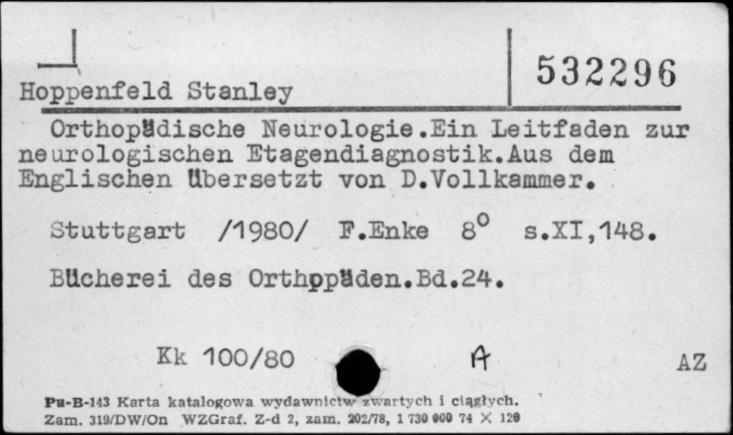 532296
Hoppenfeld Stanley
Orthopädische Neurologie.Ein Leitfaden zur
neurologischen Etagendiagnostik.Aus dem
Englischen Übersetzt von D.Vollkammer.
Stuttgart /1980/ F.Enke 8° s.XI,148.
Bücherei des Orthppäden.Bd.24.
Kk 100/80 A AZ
Pu-B-143 Karta katalogowa wydawnictw zwartych i ciągłych.
Zam. 319/DW/On WZGraf. Z-d 2, zam. 202/78, 1 730 000 74 X 120